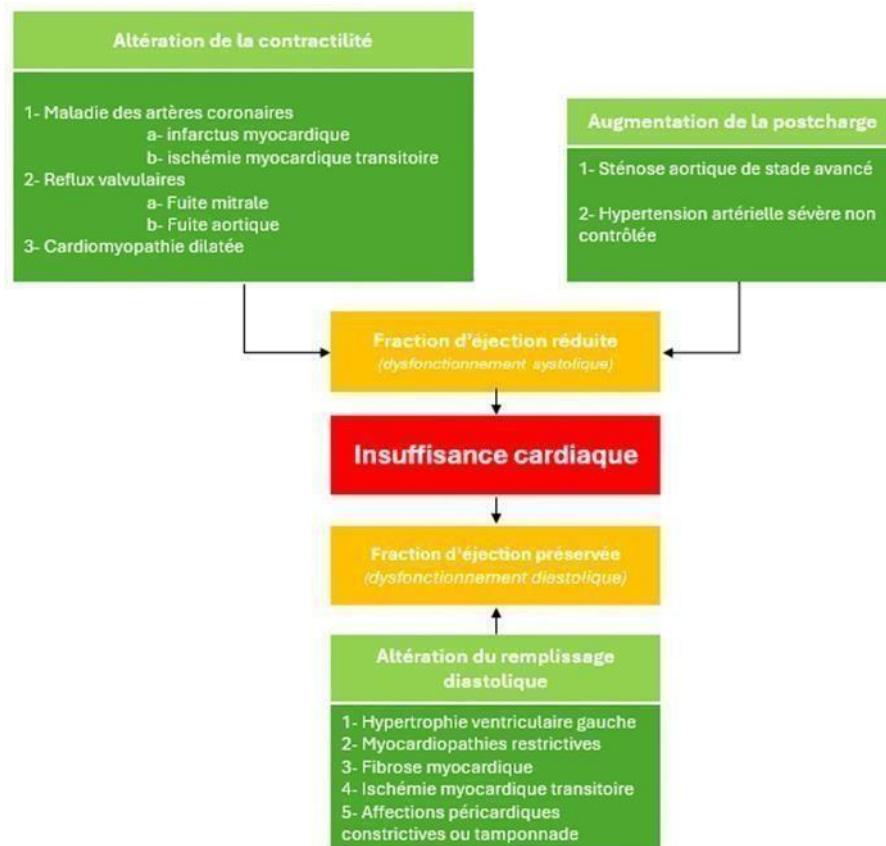 Altération de la contractilité
1- Maladie des artères coronaires
a- infarctus myocardique
b- ischémie myocardique transitoire
2- Reflux valvulaires
a- Fuite mitrale
b- Fuite aortique
3- Cardiomyopathie dilatée
Augmentation de la postcharge
1- Sténose aortique de stade avancé
2- Hypertension artérielle sévère non
contrôlée
Fraction d'éjection réduite
(dysfonctionnement systolique)
Insuffisance cardiaque
Fraction d'éjection préservée
(dysfonctionnement diastolique)
Altération du remplissage
diastolique
1- Hypertrophie ventriculaire gauche
2- Myocardiopathies restrictives
3- Fibrose myocardique
4- Ischémie myocardique transitoire
5- Affections péricardiques
constrictives ou tamponnade